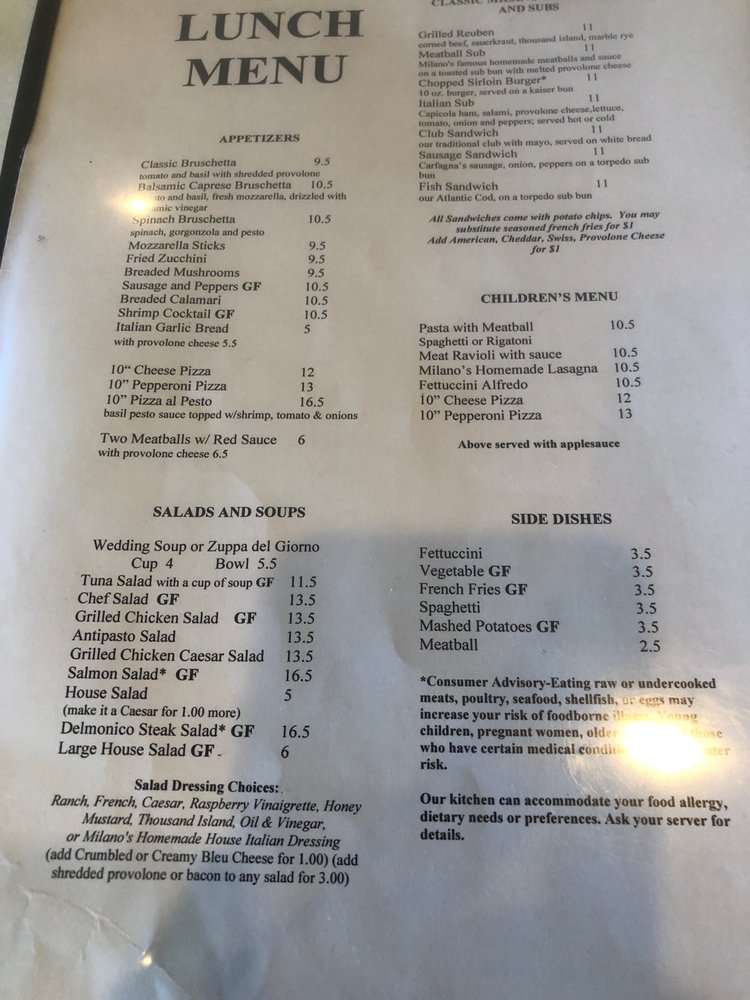 LUNCH
MENU
APPETIZERS
Classic Bruschetta 9.5
tomato and basil with shredded provolone
Balsamic Caprese Bruschetta 10.5
and basil, fresh mozzarella, drizzled with
vinegar
Spinach Bruschetta 10.5
spinach, gorgonzola and pesto
Mozzarella Sticks 9.5
Fried Zucchini 9.5
Breaded Mushrooms 9.5
Sausage and Peppers GF 10.5
Breaded Calamari 10.5
Shrimp Cocktail GF 10.5
Italian Garlic Bread 5
with provolone cheese 5.5
10" Cheese Pizza 12
10" Pepperoni Pizza 13
10" Pizza al Pesto 16.5
basil pesto sauce topped w/shrimp, tomato & onions
Two Meatballs w/ Red Sauce 6
with provolone cheese 6.5
SALADS AND SOUPS
Wedding Soup or Zuppa del Giorno
Cup 4 Bowl 5.5
Tuna Salad with a cup of soup GF 11.5
Chef Salad GF 13.5
Grilled Chicken Salad GF 13.5
Antipasto Salad 13.5
Grilled Chicken Caesar Salad 13.5
Salmon Salad* GF 16.5
House Salad 5
(make it a Caesar for 1.00 more)
Delmonico Steak Salad* GF 16.5
Large House Salad GF 6
Salad Dressing Choices:
Ranch, French, Caesar, Raspberry Vinaigrette, Honey
Mustard, Thousand Island, Oil & Vinegar,
or Milano's Homemade House Italian Dressing
(add Crumbled or Creamy Bleu Cheese for 1.00) (add
shredded provolone or bacon to any salad for 3.00)
CLASSIC
AND SUBS
Grilled Reuben 11
corned beef, sauerkraut, thousand island, marble rye
Meatball Sub 11
Milano's famous homemade meatballs and sauce
on a toasted sub bun with melted provolone cheese
Chopped Sirloin Burger* 11
10 oz. burger, served on a kaiser bun
Italian Sub 11
Capicola ham, salami, provolone cheese,lettuce,
tomato, onion and peppers; served hot or cold
Club Sandwich 11
our traditional club with mayo, served on white bread
Sausage Sandwich 11
Carfagna's sausage, onion, peppers on a torpedo sub
bun
Fish Sandwich 11
our Atlantic Cod, on a torpedo sub bun
All Sandwiches come with potato chips. You may
substitute seasoned french fries for $1
Add American, Cheddar, Swiss, Provolone Cheese
for $1
CHILDREN'S MENU
Pasta with Meatball 10.5
Spaghetti or Rigatoni
Meat Ravioli with sauce 10.5
Milano's Homemade Lasagna 10.5
Fettuccini Alfredo 10.5
10" Cheese Pizza 12
10" Pepperoni Pizza 13
Above served with applesauce
SIDE DISHES
Fettuccini 3.5
Vegetable GF 3.5
French Fries GF 3.5
Spaghetti 3.5
Mashed Potatoes GF 3.5
Meatball 2.5
*Consumer Advisory-Eating raw or undercooked
meats, poultry, seafood, shellfish, or eggs may
increase your risk of foodborne illness. Young
children, pregnant women, older
who have certain medical
risk.
Our kitchen can accommodate your food allergy,
dietary needs or preferences. Ask your server for
details.